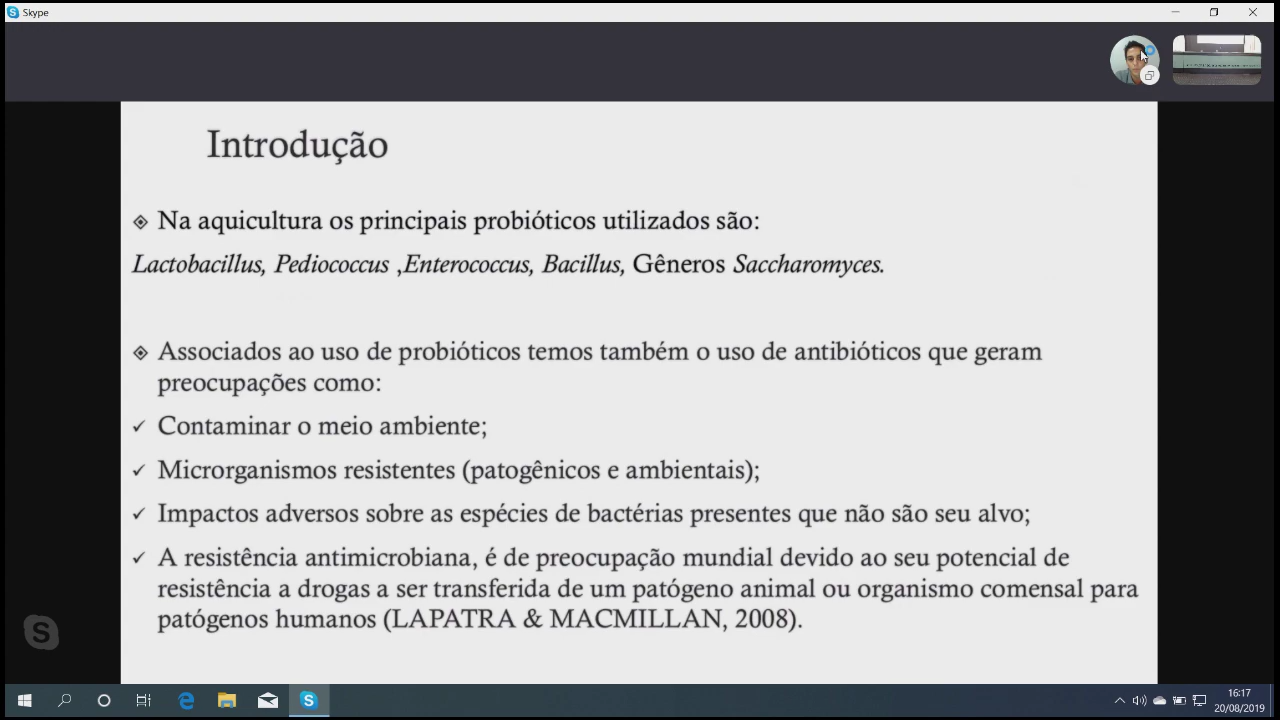 Skype
Introdução
Na aquicultura os principais probióticos utilizados são:
Lactobacillus, Pediococcus ,Enterococcus, Bacillus, Gêneros Saccharomyces.
Associados ao uso de probióticos temos também o uso de antibióticos que geram
preocupações como:
Contaminar o meio ambiente;
Microrganismos resistentes (patogênicos e ambientais);
Impactos adversos sobre as espécies de bactérias presentes que não são seu alvo;
A resistência antimicrobiana, é de preocupação mundial devido ao seu potencial de
resistência a drogas a ser transferida de um patógeno animal ou organismo comensal para
patógenos humanos (LAPATRA & MACMILLAN, 2008).
16:17
20/08/2019